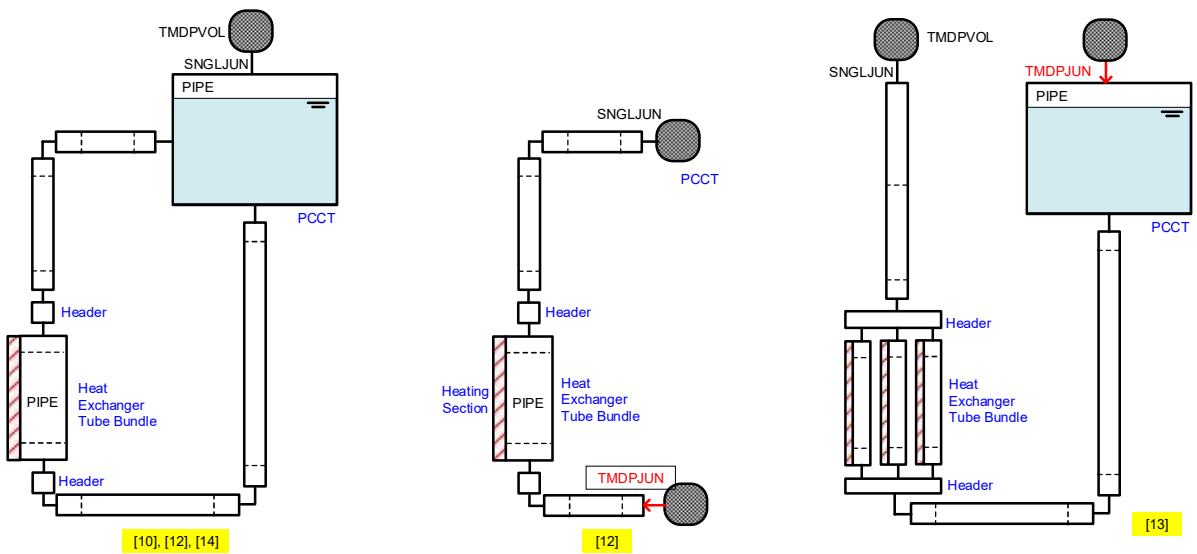 TMDPVOL
SNGLJUN
PIPE
PCCT
Header
PIPE
Heat
Exchanger
Tube Bundle
Header
[10], [12], [14]
SNGLJUN
PCCT
Header
Heating
Section
PIPE
Heat
Exchanger
Tube Bundle
TMDPJUN
[12]
TMDPVOL
SNGLJUN
TMDPJUN
PIPE
PCCT
Header
Heat
Exchanger
Tube Bundle
Header
[13]